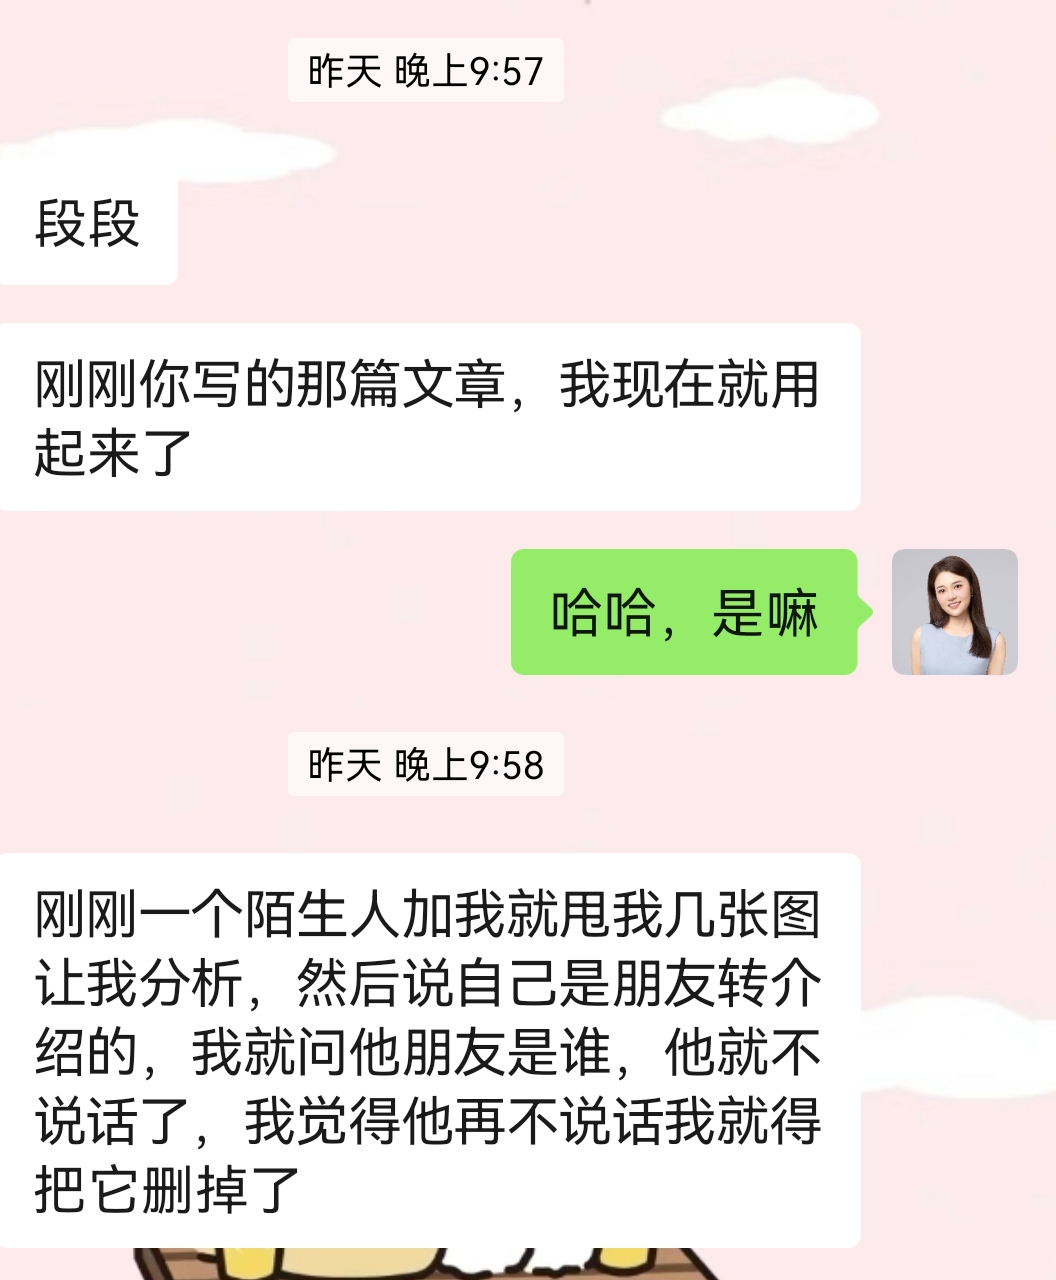 昨天 晚上9:57
段段
刚刚你写的那篇文章，我现在就用
起来了
哈哈，是嘛
昨天 晚上9:58
刚刚一个陌生人加我就甩我几张图
让我分析，然后说自己是朋友转介
绍的，我就问他朋友是谁，他就不
说话了，我觉得他再不说话我就得
把它删掉了